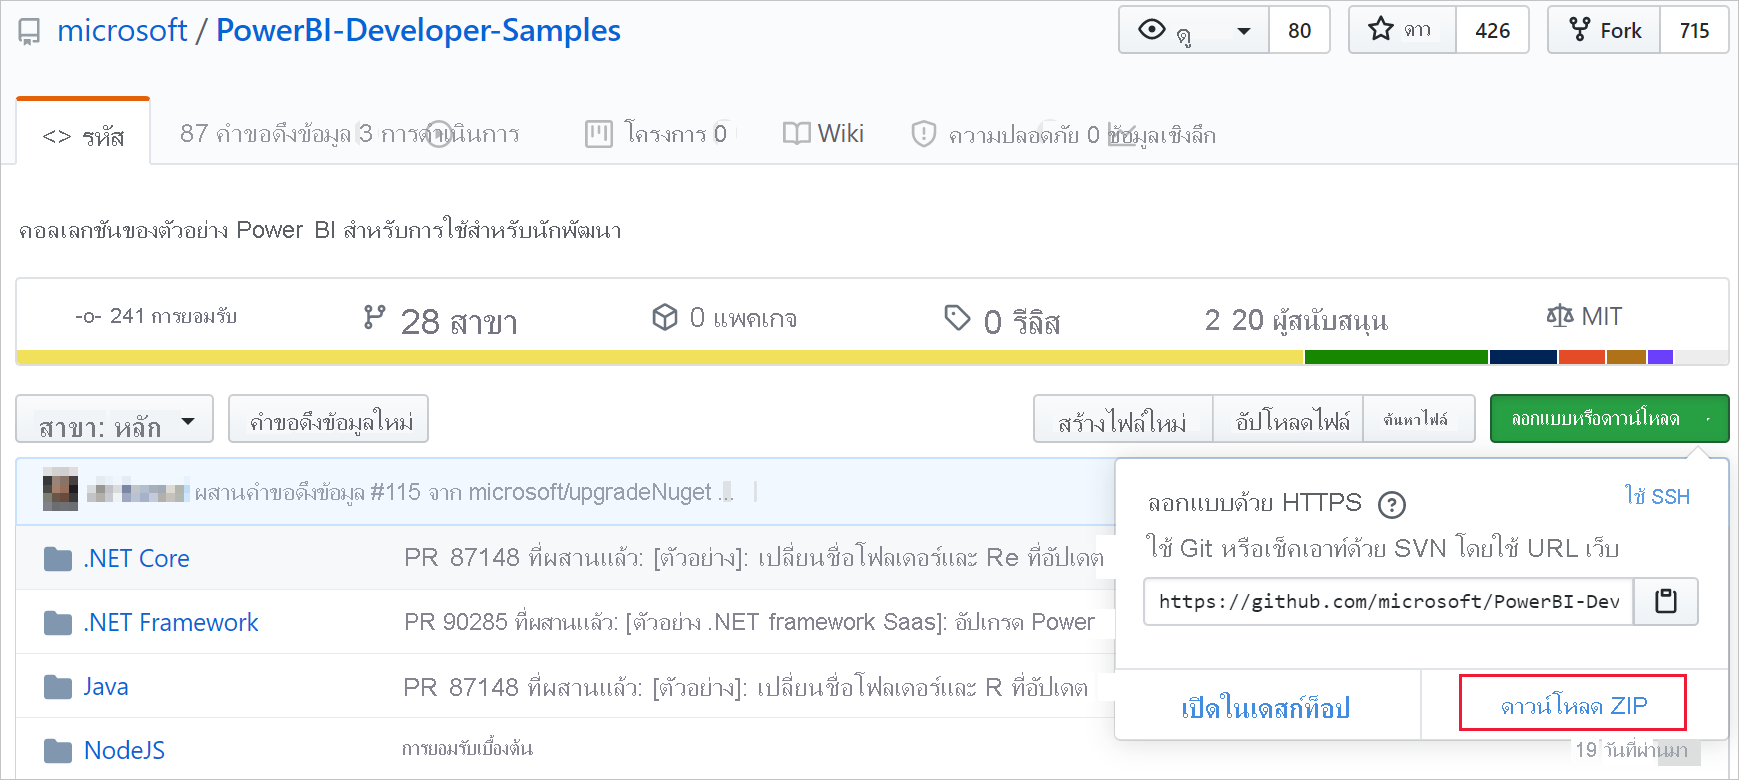 microsoft / PowerBI-Developer-Samples
ดู 80
ดาว 426
Fork 715
<> รหัส
87 คำขอดึงข้อมูล 3 การดำเนินการ
โครงการ 0
Wiki
ความปลอดภัย 0 ข้อมูลเชิงลึก
คอลเลกชันของตัวอย่าง Power BI สำหรับการใช้สำหรับนักพัฒนา
-o- 241 การยอมรับ
28 สาขา
0 แพคเกจ
0 รีลิส
2 20 ผู้สนับสนุน
MIT
สาขา: หลัก
คำขอดึงข้อมูลใหม่
สร้างไฟล์ใหม่
อัปโหลดไฟล์
ค้นหาไฟล์
ลอกแบบหรือดาวน์โหลด
ผสานคำขอดึงข้อมูล #115 จาก microsoft/upgradeNuget ...
ลอกแบบด้วย HTTPS
ใช้ SSH
ใช้ Git หรือเช็คเอาท์ด้วย SVN โดยใช้ URL เว็บ
https://github.com/microsoft/PowerBI-Dev
เปิดในเดสก์ท็อป
ดาวน์โหลด ZIP
.NET Core
PR 87148 ที่ผสานแล้ว: [ตัวอย่าง]: เปลี่ยนชื่อโฟลเดอร์และ Re ที่อัปเดต
.NET Framework
PR 90285 ที่ผสานแล้ว: [ตัวอย่าง .NET framework Saas]: อัปเกรด Power
Java
PR 87148 ที่ผสานแล้ว: [ตัวอย่าง]: เปลี่ยนชื่อโฟลเดอร์และ R ที่อัปเดต
NodeJS
การยอมรับเบื้องต้น
19 วันที่ผ่านมา